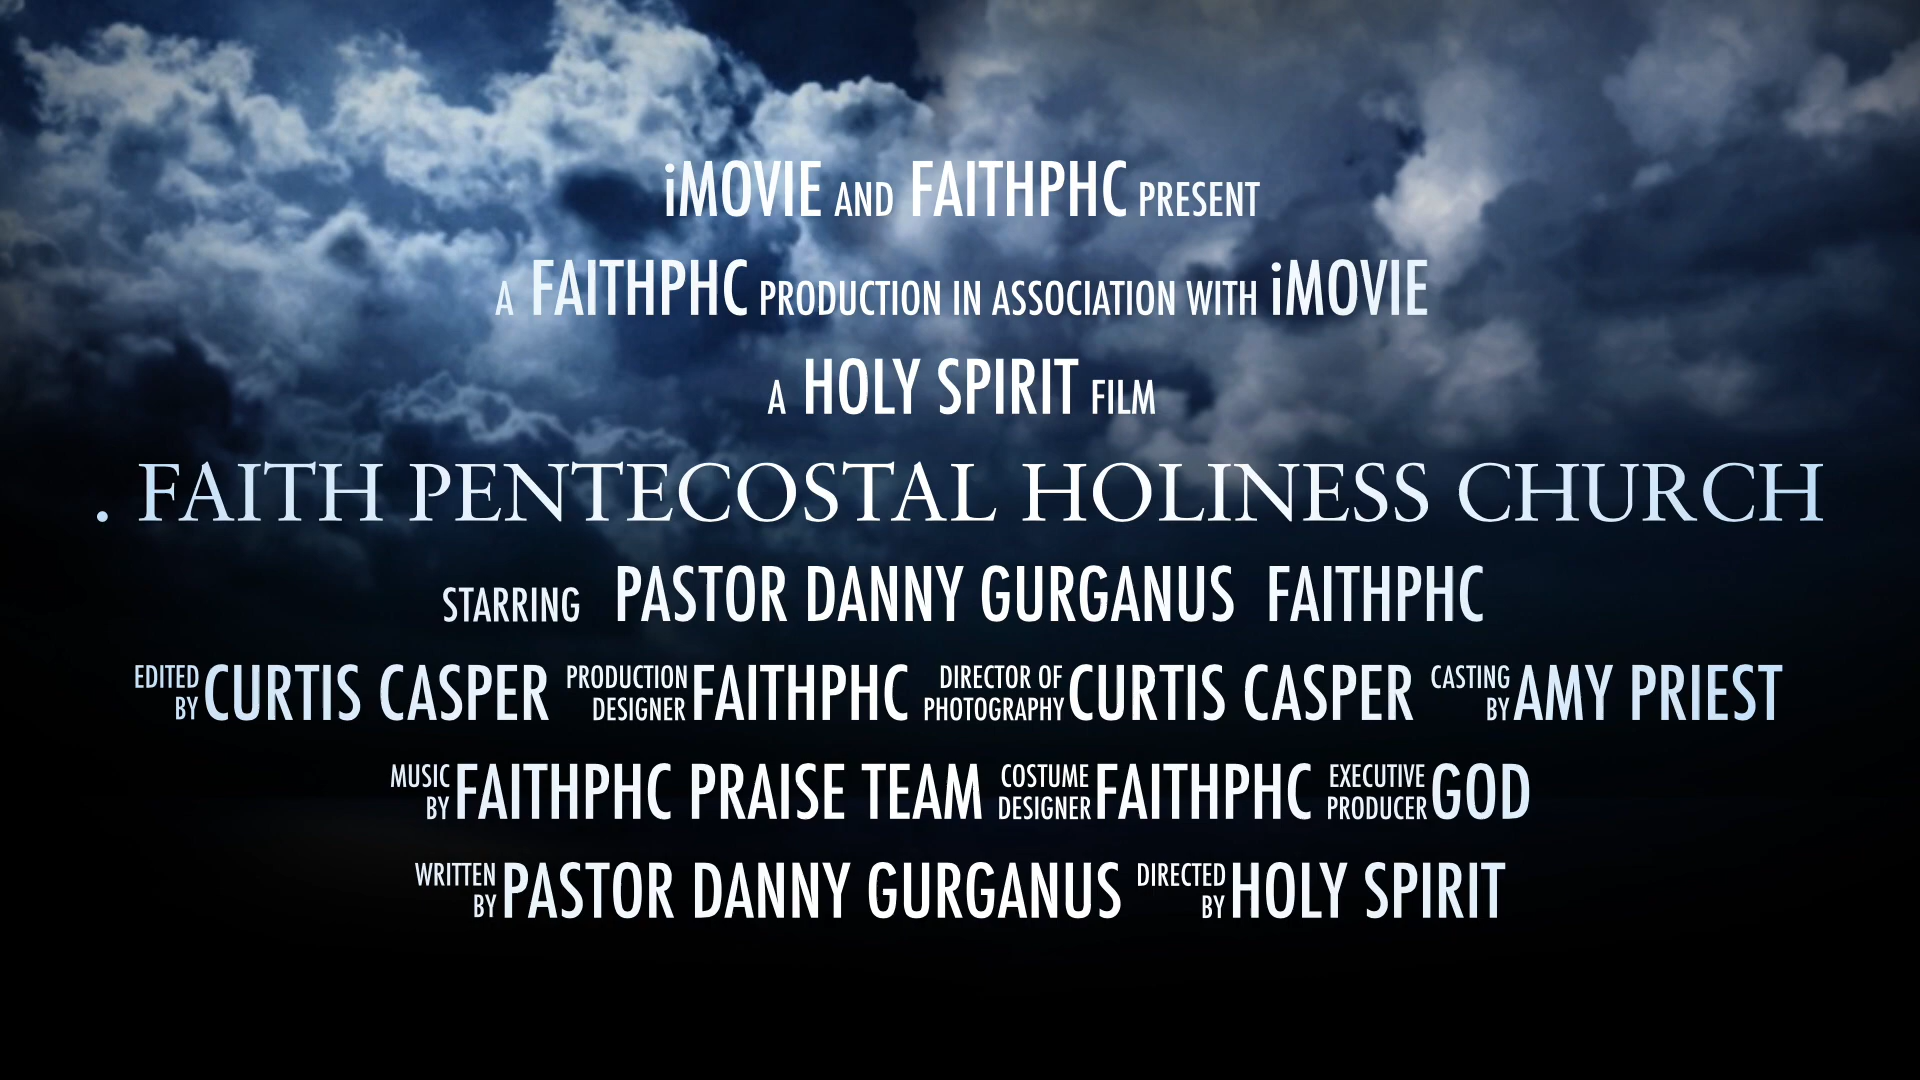 iMOVIE AND FAITHPHC PRESENT
A FAITHPHC PRODUCTION IN ASSOCIATION WITH iMOVIE
A HOLY SPIRIT FILM
. FAITH PENTECOSTAL HOLINESS CHURCH
STARRING PASTOR DANNY GURGANUS FAITHPHC
EDITED BY CURTIS CASPER PRODUCTION DESIGNER FAITHPHC DIRECTOR OF PHOTOGRAPHY CURTIS CASPER CASTING BY AMY PRIEST
MUSIC BY FAITHPHC PRAISE TEAM COSTUME DESIGNER FAITHPHC EXECUTIVE PRODUCER GOD
WRITTEN BY PASTOR DANNY GURGANUS DIRECTED BY HOLY SPIRIT